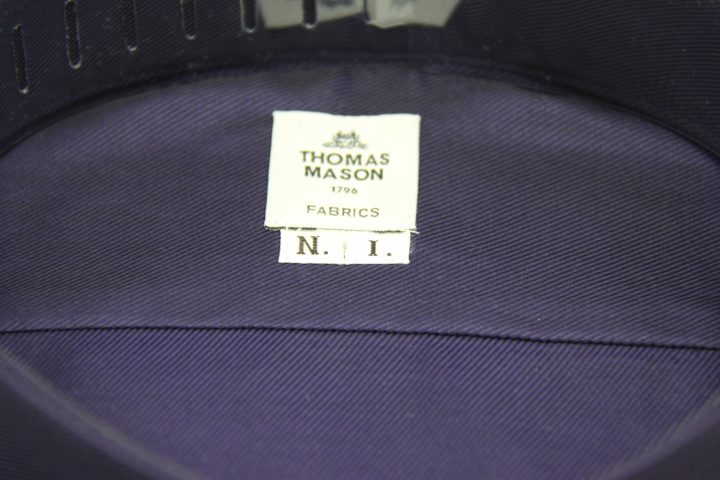 THOMAS
MASON
1796
FABRICS
N. I.